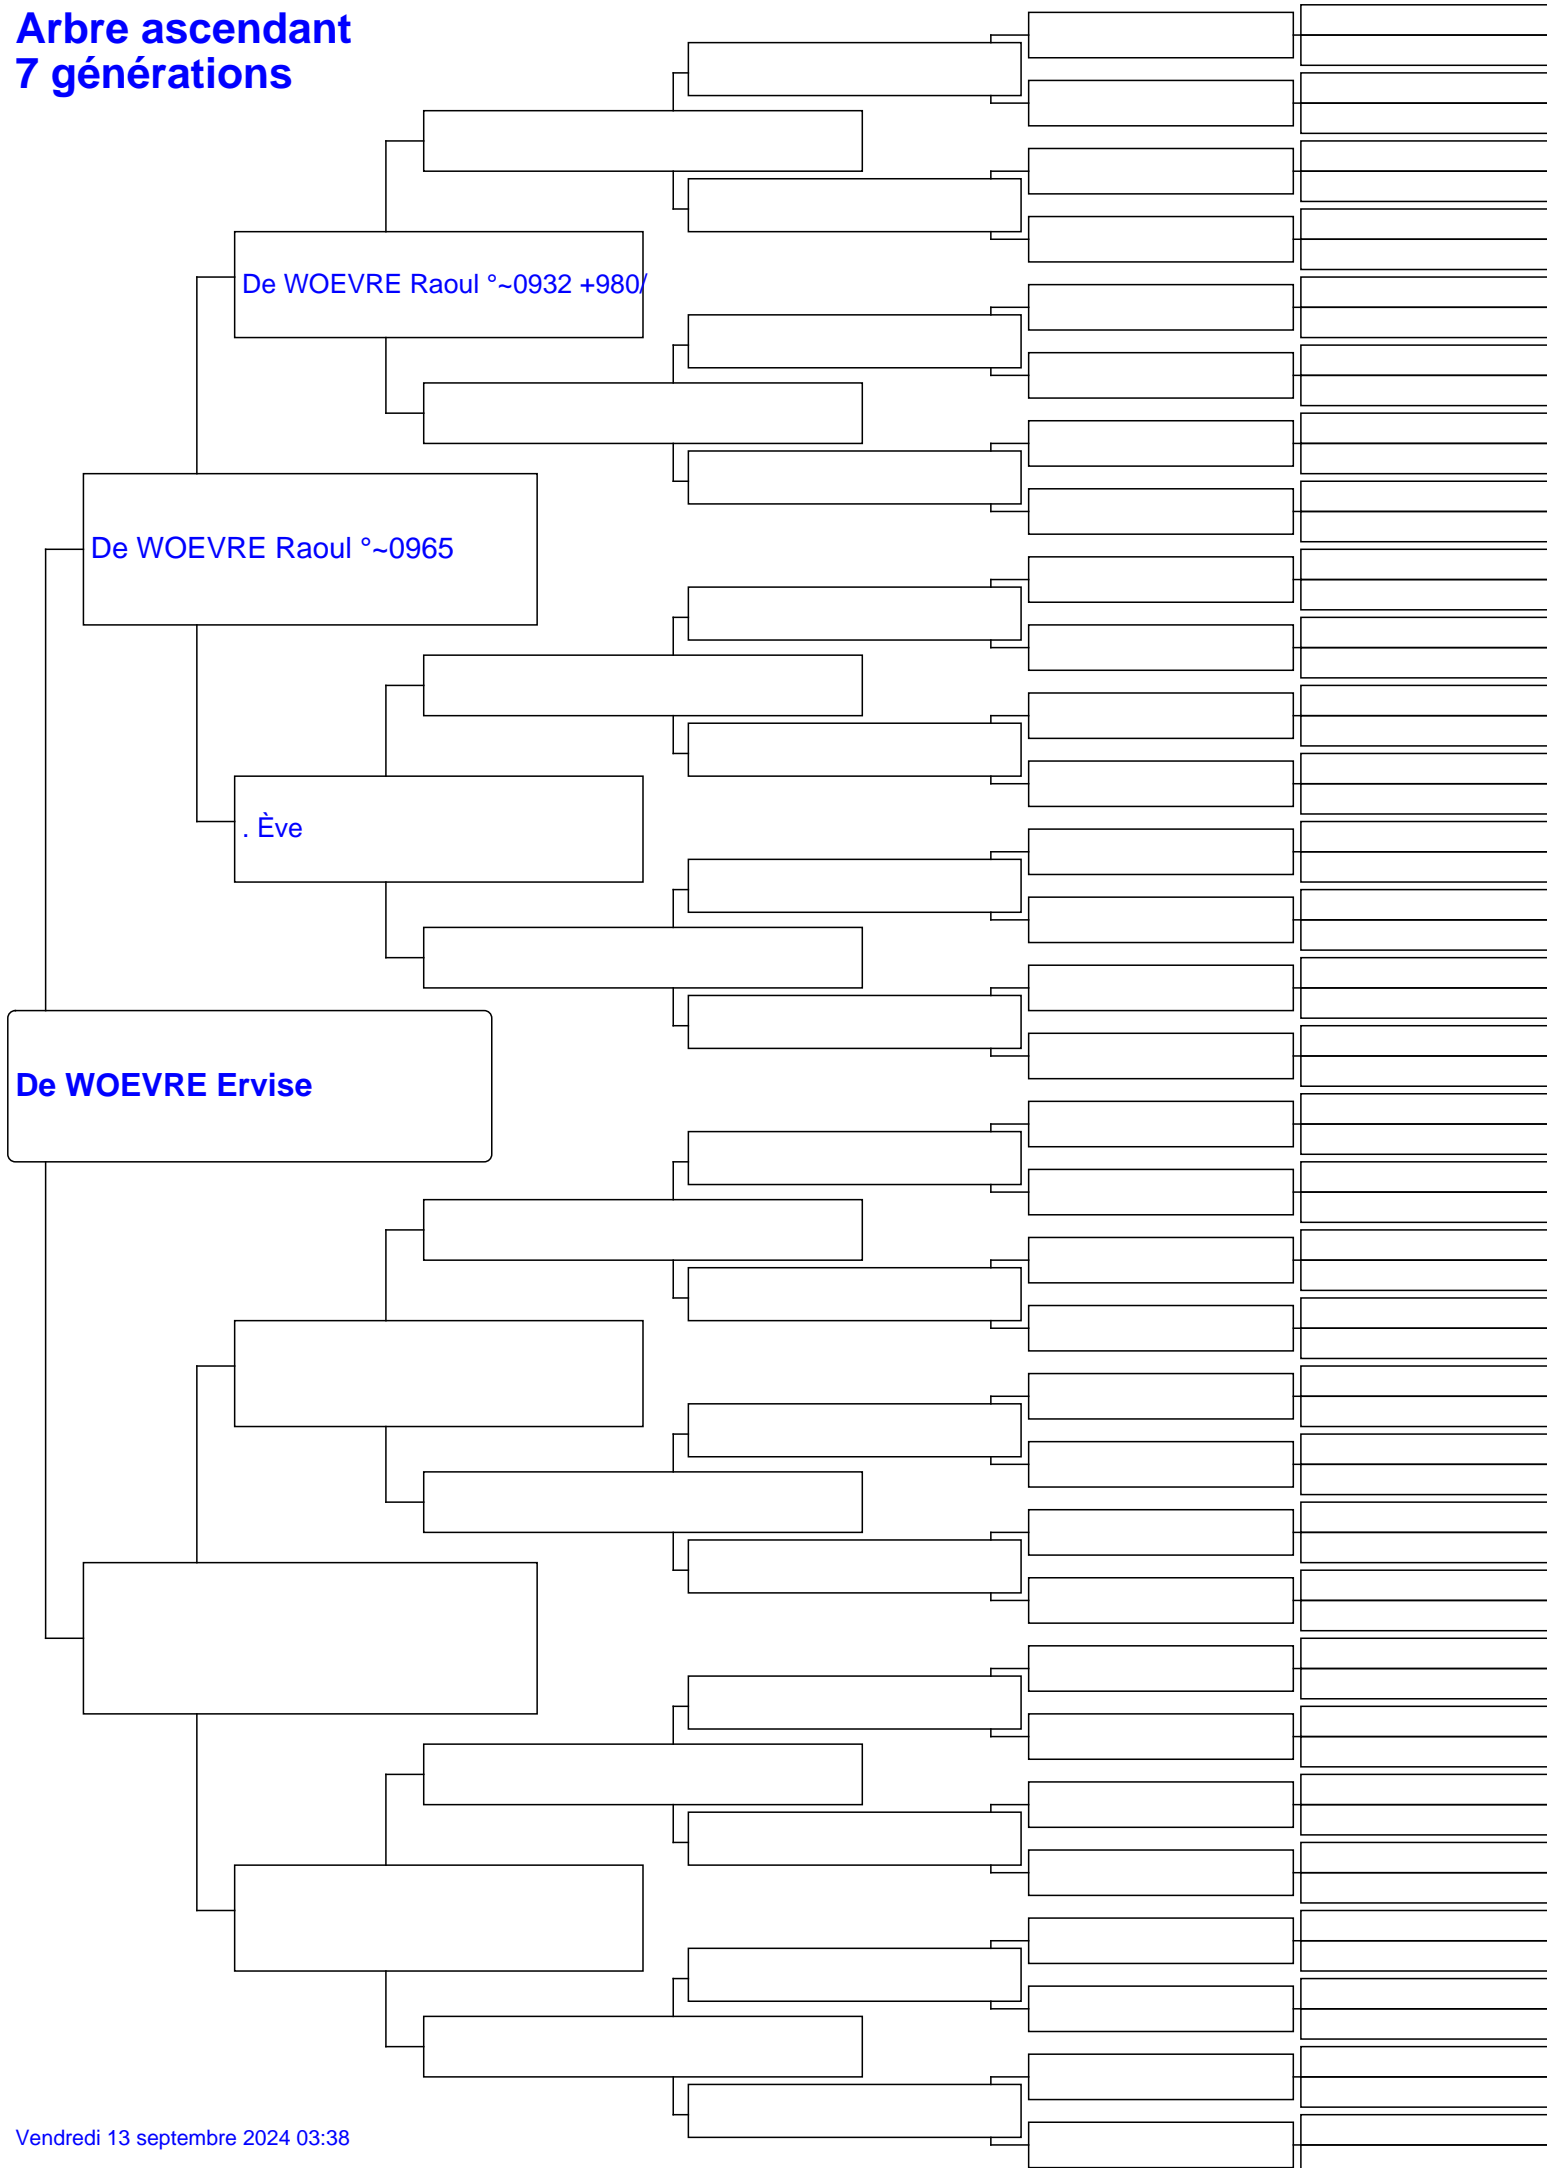 Arbre ascendant
7 générations
De WOEVRE Raoul °~0932 +980/
De WOEVRE Raoul °~0965
. Ève
De WOEVRE Ervise
Vendredi 13 septembre 2024 03:38